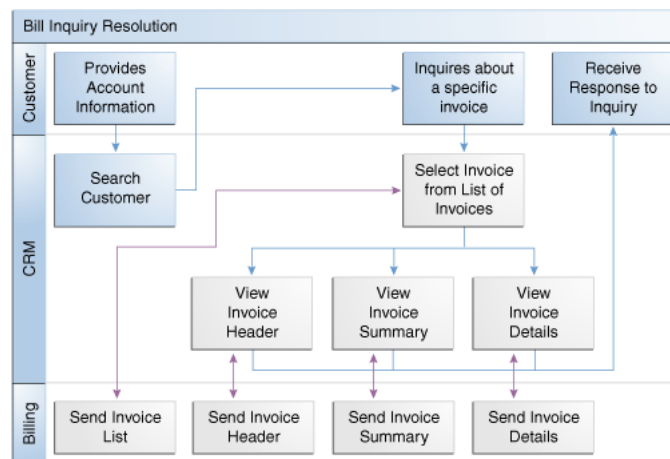 Bill Inquiry Resolution
Customer
Provides
Account
Information
Inquires about
a specific
invoice
Receive
Response to
Inquiry
CRM
Search
Customer
Select Invoice
from List of
Invoices
View
Invoice
Header
View
Invoice
Summary
View
Invoice
Details
Billing
Send Invoice
List
Send Invoice
Header
Send Invoice
Summary
Send Invoice
Details